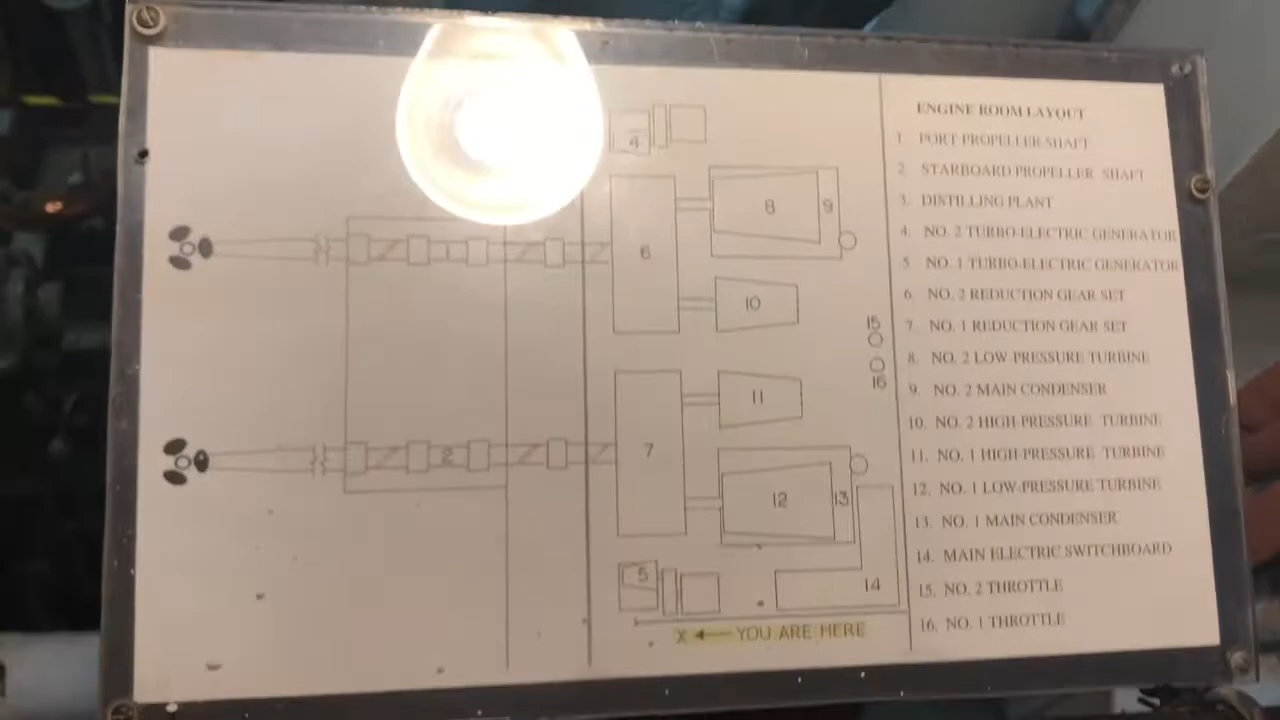 ENGINE ROOM LAYOUT
1. PORT PROPELLER SHAFT
2. STARBOARD PROPELLER SHAFT
3. DISTILLING PLANT
4. NO. 2 TURBO-ELECTRIC GENERATOR
5. NO. 1 TURBO-ELECTRIC GENERATOR
6. NO. 2 REDUCTION GEAR SET
7. NO. 1 REDUCTION GEAR SET
8. NO. 2 LOW-PRESSURE TURBINE
9. NO. 2 MAIN CONDENSER
10. NO. 2 HIGH-PRESSURE TURBINE
11. NO. 1 HIGH-PRESSURE TURBINE
12. NO. 1 LOW-PRESSURE TURBINE
13. NO. 1 MAIN CONDENSER
14. MAIN ELECTRIC SWITCHBOARD
15. NO. 2 THROTTLE
16. NO. 1 THROTTLE
4
8
9
1
6
10
15
16
11
2
7
12
13
5
14
X ← YOU ARE HERE